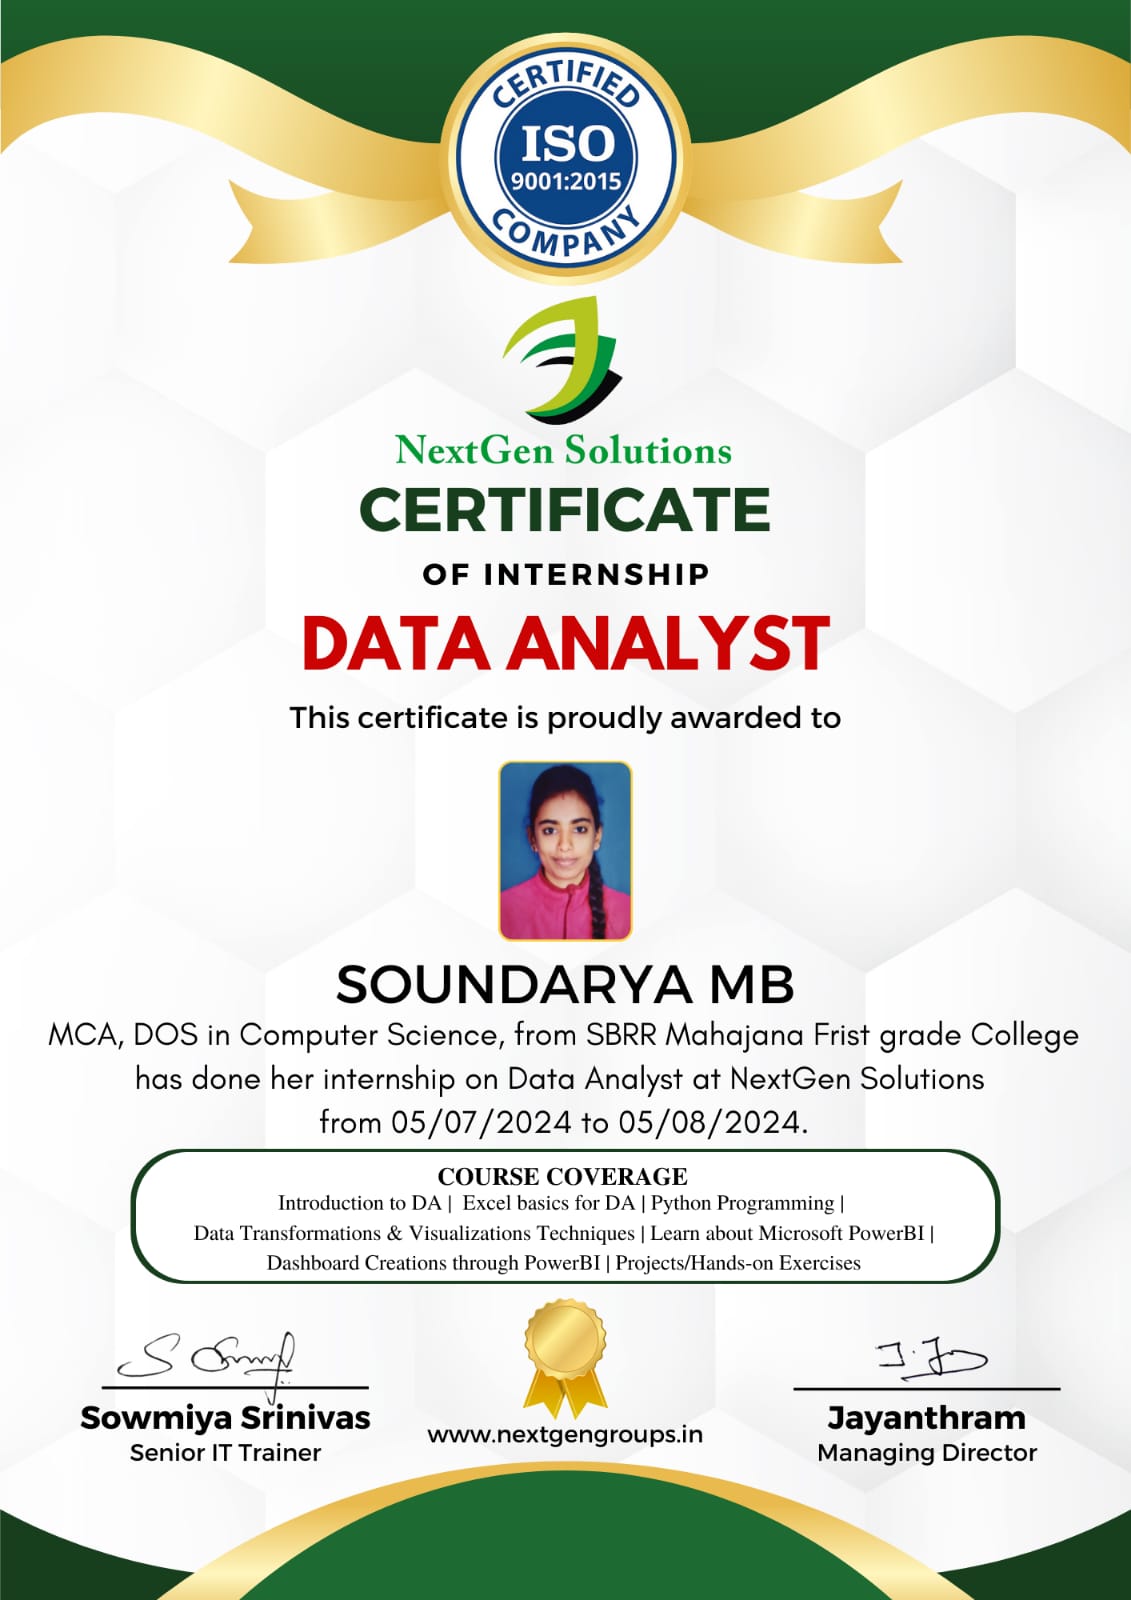 CERTIFIED
ISO
9001:2015
COMPANY
NextGen Solutions
CERTIFICATE
OF INTERNSHIP
DATA ANALYST
This certificate is proudly awarded to
SOUNDARYA MB
MCA, DOS in Computer Science, from SBRR Mahajana Frist grade College
has done her internship on Data Analyst at NextGen Solutions
from 05/07/2024 to 05/08/2024.
COURSE COVERAGE
Introduction to DA | Excel basics for DA | Python Programming |
Data Transformations & Visualizations Techniques | Learn about Microsoft PowerBI |
Dashboard Creations through PowerBI | Projects/Hands-on Exercises
Sowmiya Srinivas
Senior IT Trainer
www.nextgengroups.in
Jayanthram
Managing Director